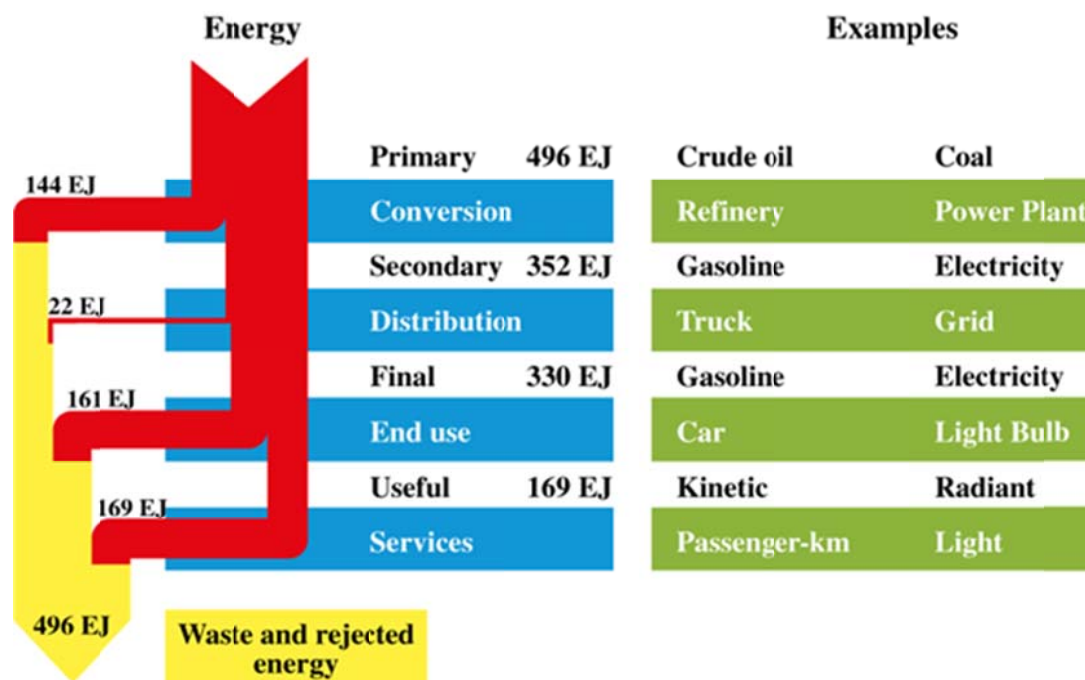 Energy Examples
Primary 496 EJ Crude oil Coal
144 EJ
Conversion Refinery Power Plant
Secondary 352 EJ Gasoline Electricity
22 EJ
Distribution Truck Grid
Final 330 EJ Gasoline Electricity
161 EJ
End use Car Light Bulb
Useful 169 EJ Kinetic Radiant
169 EJ
Services Passenger-km Light
496 EJ
Waste and rejected
energy